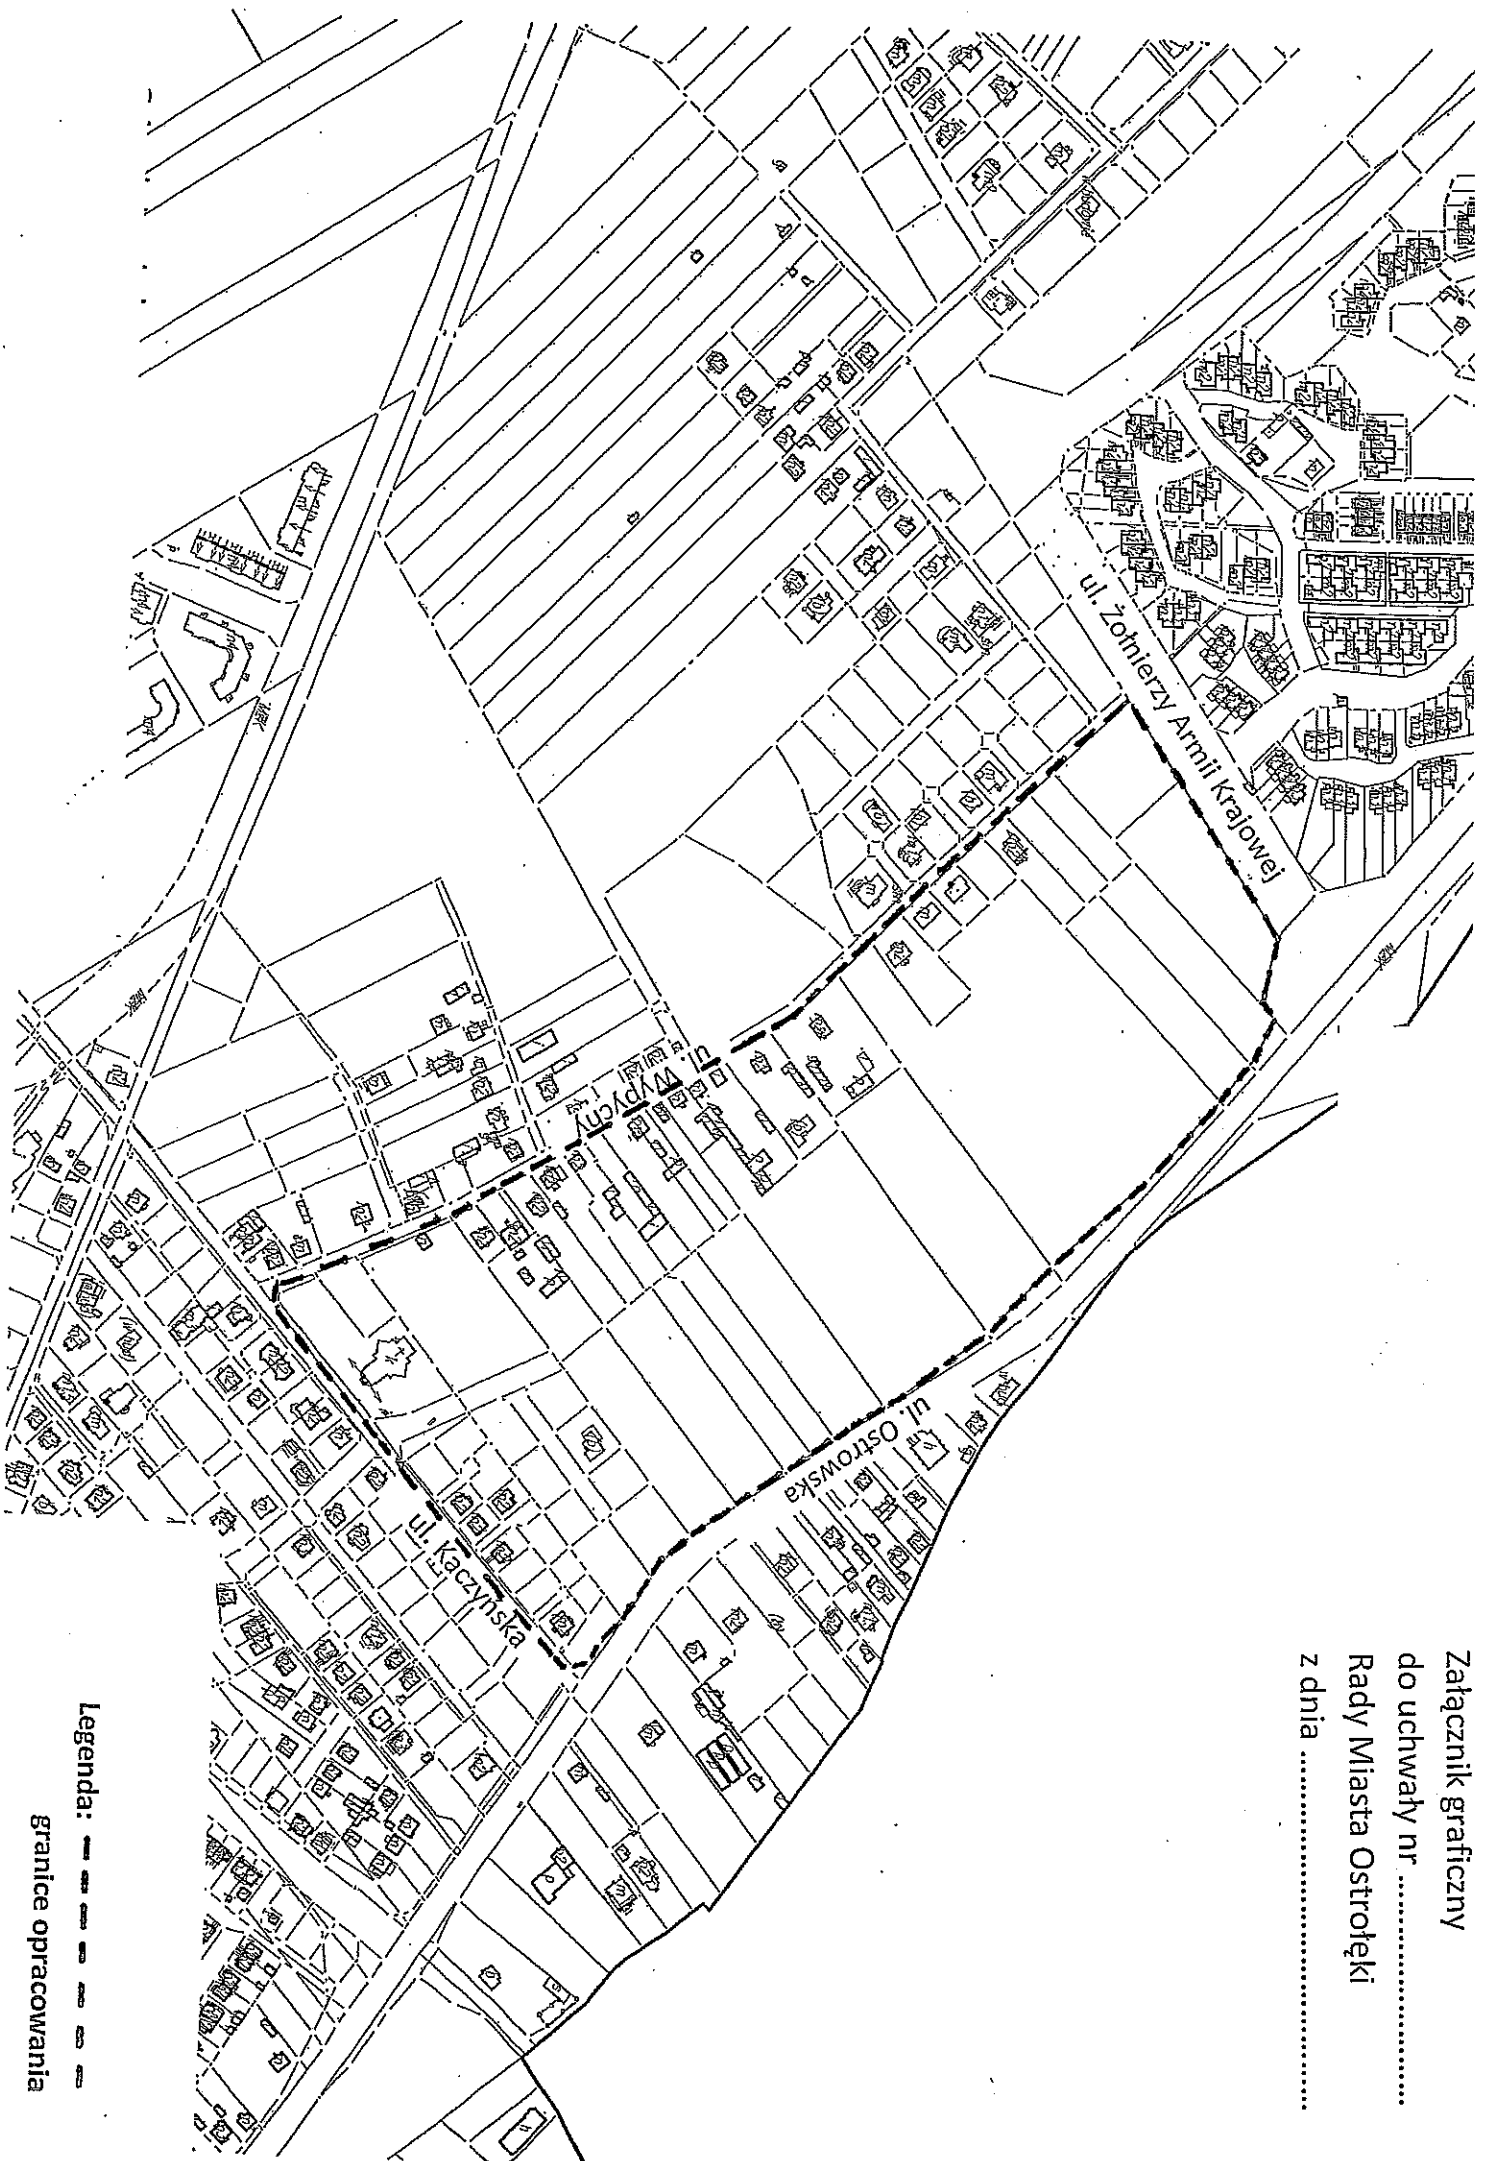 Załącznik graficzny
do uchwały nr ..............................
Rady Miasta Ostrołęki
z dnia ..........................................
ul. Żołnierzy Armii Krajowej
ul. Wypychy
ul. Ostrowska
ul. Kaczyńska
Legenda:
granice opracowania